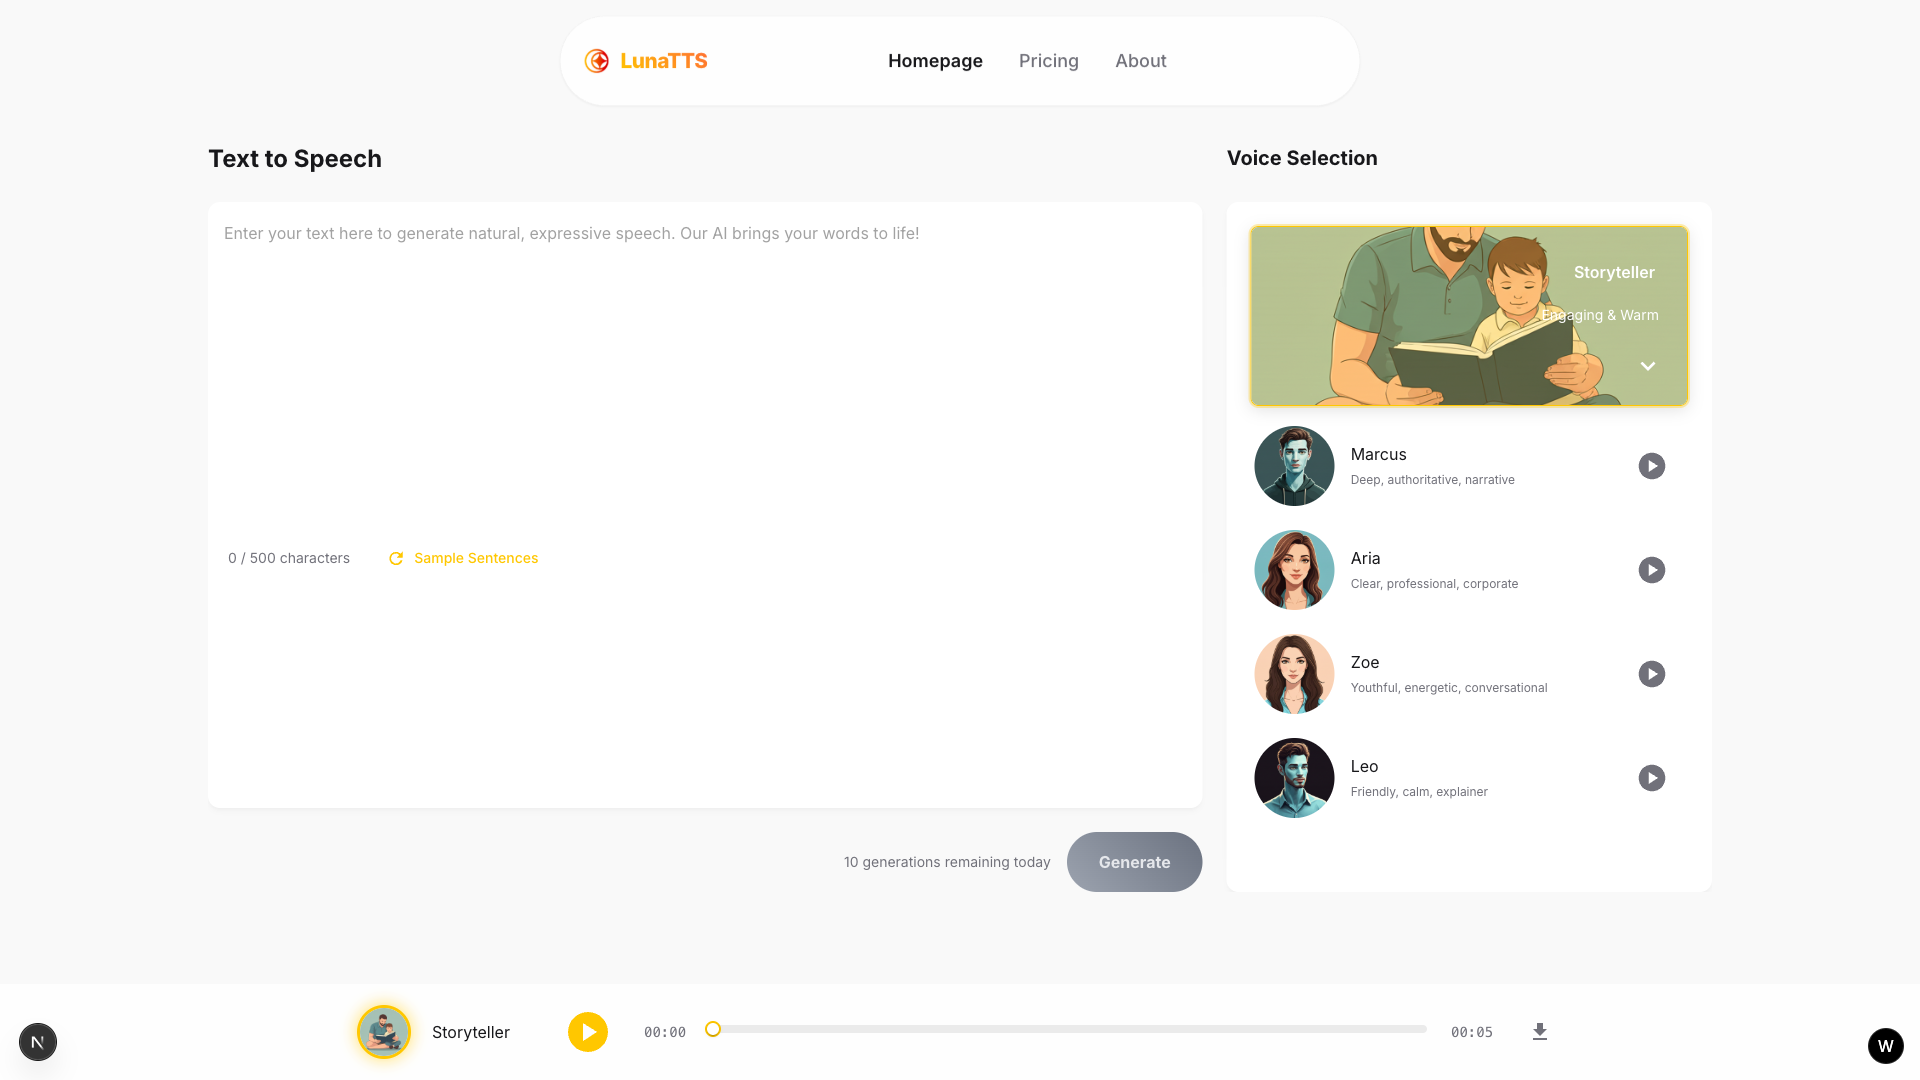 LunaTTS
Homepage
Pricing
About
Text to Speech
Voice Selection
Enter your text here to generate natural, expressive speech. Our AI brings your words to life!
0 / 500 characters
Sample Sentences
10 generations remaining today
Generate
Storyteller
Engaging & Warm
Marcus
Deep, authoritative, narrative
Aria
Clear, professional, corporate
Zoe
Youthful, energetic, conversational
Leo
Friendly, calm, explainer
N
Storyteller
00:00
00:05
W